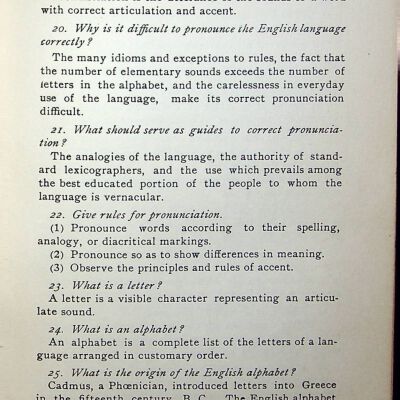 with correct articulation and accent.
20. Why is it difficult to pronounce the English language
correctly?
The many idioms and exceptions to rules, the fact that
the number of elementary sounds exceeds the number of
letters in the alphabet, and the carelessness in everyday
use of the language, make its correct pronunciation
difficult.
21. What should serve as guides to correct pronuncia-
tion?
The analogies of the language, the authority of stand-
ard lexicographers, and the use which prevails among
the best educated portion of the people to whom the
language is vernacular.
22. Give rules for pronunciation.
(1) Pronounce words according to their spelling,
analogy, or diacritical markings.
(2) Pronounce so as to show differences in meaning.
(3) Observe the principles and rules of accent.
23. What is a letter?
A letter is a visible character representing an articu-
late sound.
24. What is an alphabet?
An alphabet is a complete list of the letters of a lan-
guage arranged in customary order.
25. What is the origin of the English alphabet?
Cadmus, a Phœnician, introduced letters into Greece
in the fifteenth century B. C. The English alphabet